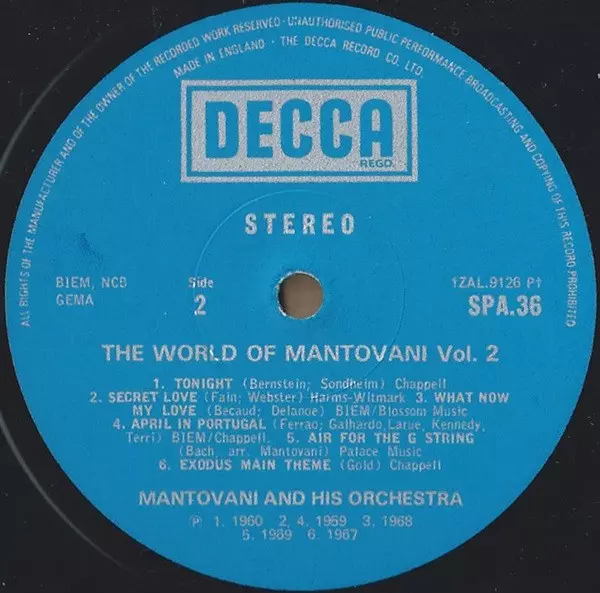 ALL RIGHTS OF THE MANUFACTURER AND OF THE OWNER OF THE RECORDED WORK RESERVED · UNAUTHORISED PUBLIC PERFORMANCE BROADCASTING AND COPYING OF THIS RECORD PROHIBITED
MADE IN ENGLAND · THE DECCA RECORD CO. LTD.
DECCA
REGD.
STEREO
BIEM, NCB Side 1ZAL.9126 P†
GEMA 2 SPA.36
THE WORLD OF MANTOVANI Vol. 2
1. TONIGHT (Bernstein; Sondheim) Chappell
2. SECRET LOVE (Fain; Webster) Harms-Witmark 3. WHAT NOW
MY LOVE (Becaud; Delanoe) BIEM/Blossom Music
4. APRIL IN PORTUGAL (Ferrao; Galhardo, Larue, Kennedy,
Terri) BIEM/Chappell. 5. AIR FOR THE G STRING
(Bach, arr. Mantovani) Palace Music
6. EXODUS MAIN THEME (Gold) Chappell
MANTOVANI AND HIS ORCHESTRA
Ⓟ 1. 1960 2, 4. 1959 3. 1968
5. 1969 6. 1967